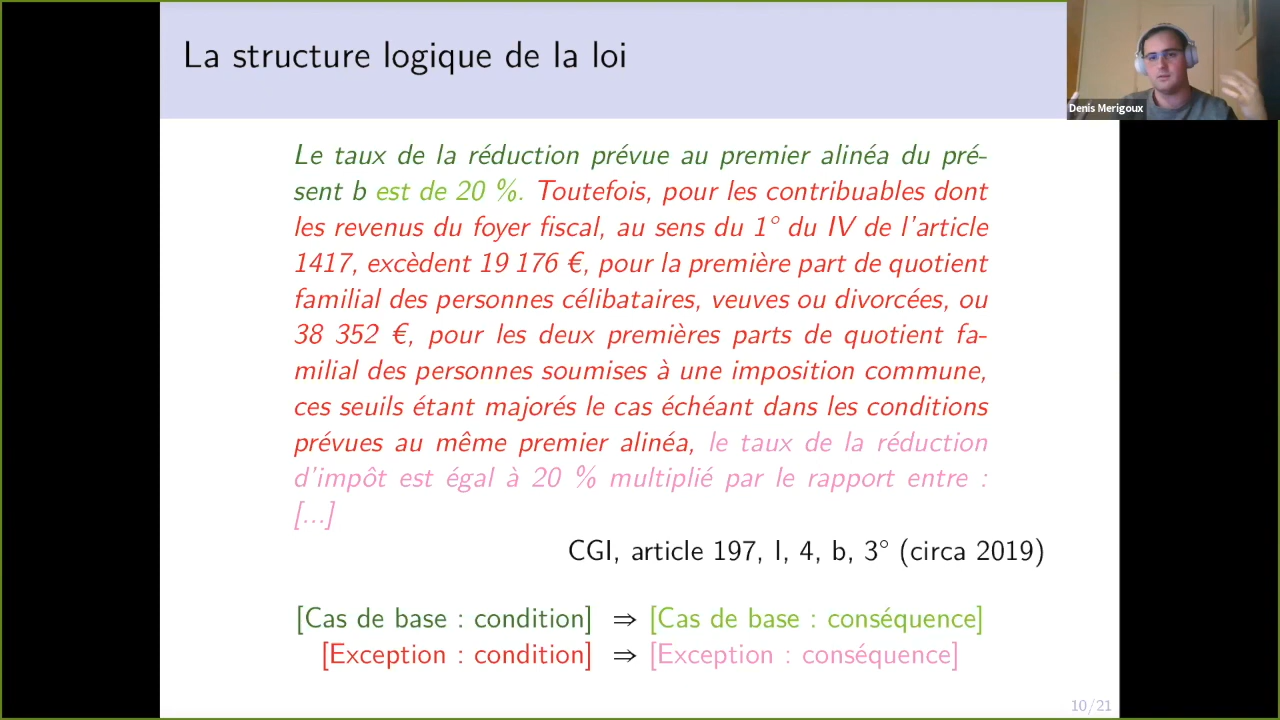 La structure logique de la loi
Denis Merigoux
Le taux de la réduction prévue au premier alinéa du pré-
sent b est de 20 %. Toutefois, pour les contribuables dont
les revenus du foyer fiscal, au sens du 1° du IV de l'article
1417, excèdent 19 176 €, pour la première part de quotient
familial des personnes célibataires, veuves ou divorcées, ou
38 352 €, pour les deux premières parts de quotient fa-
milial des personnes soumises à une imposition commune,
ces seuils étant majorés le cas échéant dans les conditions
prévues au même premier alinéa, le taux de la réduction
d'impôt est égal à 20 % multiplié par le rapport entre :
[...]
CGI, article 197, I, 4, b, 3° (circa 2019)
[Cas de base : condition] ⇒ [Cas de base : conséquence]
[Exception : condition] ⇒ [Exception : conséquence]
10/21